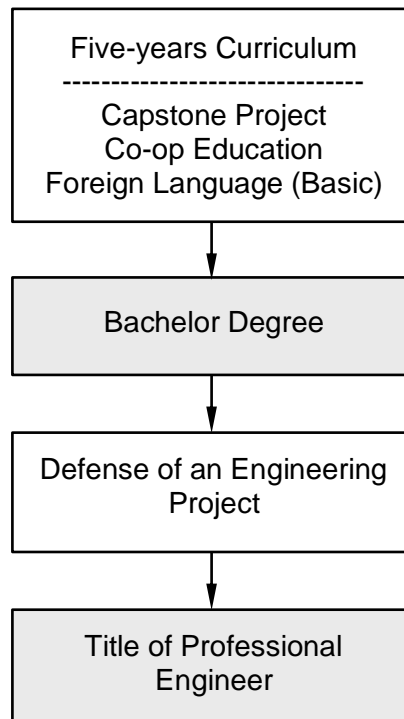 Five-years Curriculum
-------------------------------
Capstone Project
Co-op Education
Foreign Language (Basic)
Bachelor Degree
Defense of an Engineering
Project
Title of Professional
Engineer